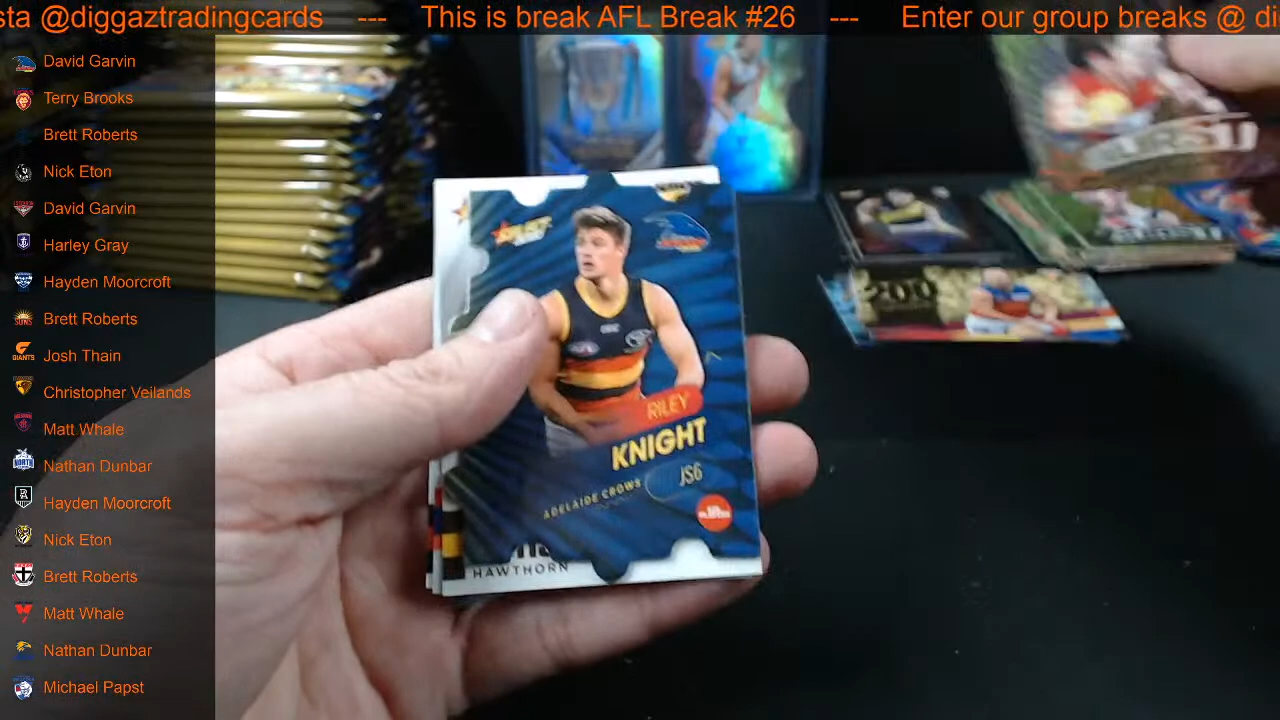 sta @diggaztradingcards --- This is break AFL Break #26 --- Enter our group breaks @ di
David Garvin
Terry Brooks
Brett Roberts
Nick Eton
David Garvin
Harley Gray
Hayden Moorcroft
Brett Roberts
Josh Thain
Christopher Veilands
Matt Whale
Nathan Dunbar
Hayden Moorcroft
Nick Eton
Brett Roberts
Matt Whale
Nathan Dunbar
Michael Papst
200
RILEY
KNIGHT
JS6
ADELAIDE CROWS
HAWTHORN